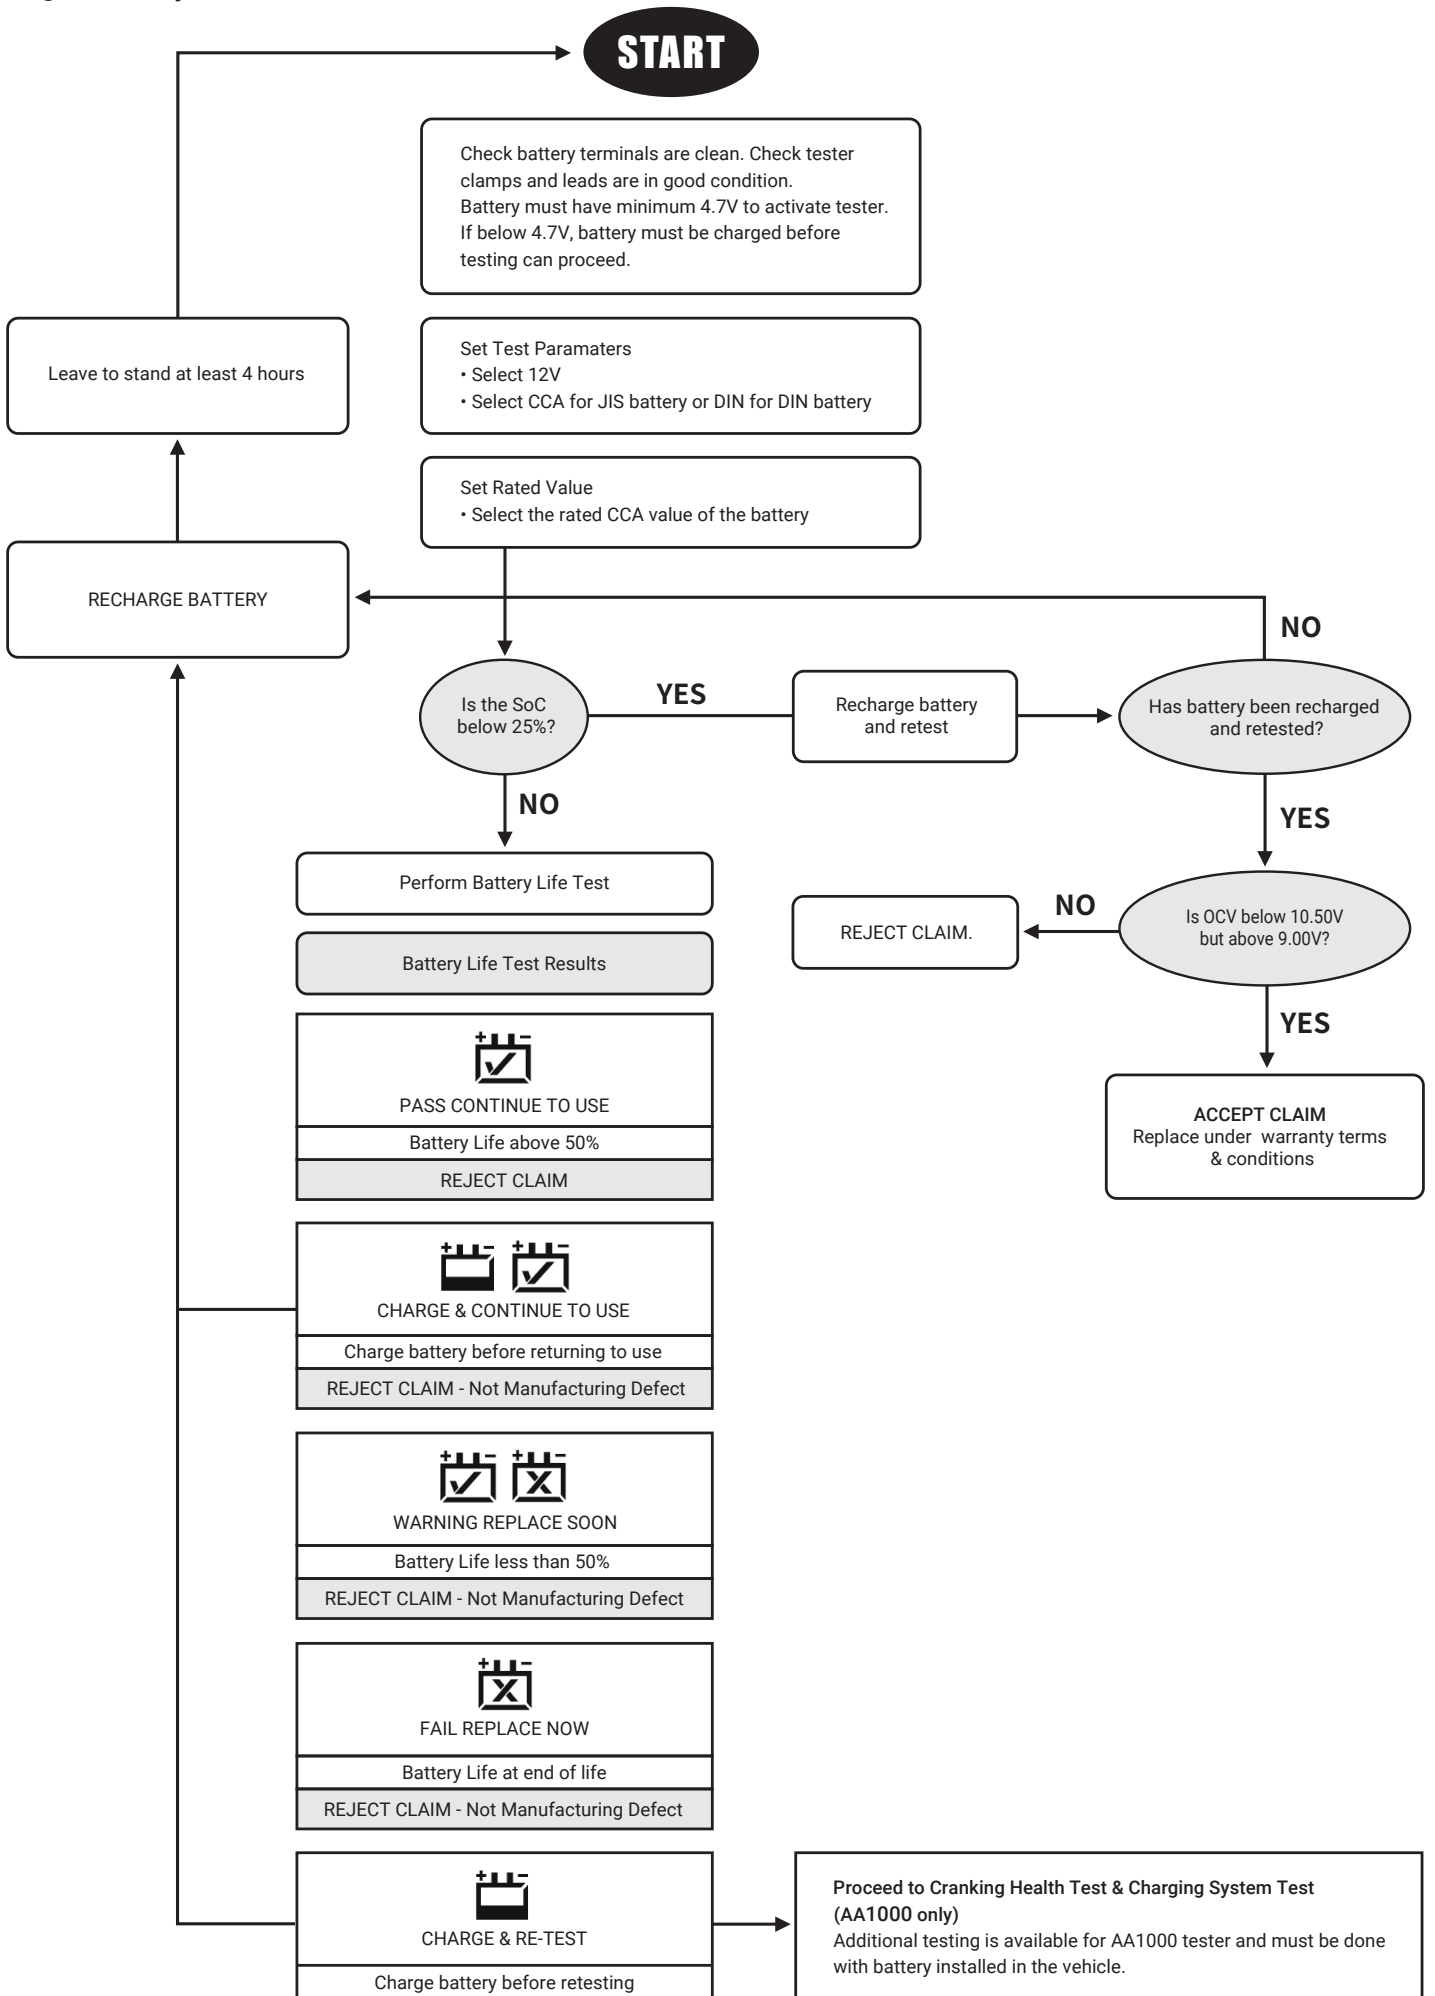 START
Check battery terminals are clean. Check tester
clamps and leads are in good condition.
Battery must have minimum 4.7V to activate tester.
If below 4.7V, battery must be charged before
testing can proceed.
Leave to stand at least 4 hours
Set Test Paramaters
• Select 12V
• Select CCA for JIS battery or DIN for DIN battery
Set Rated Value
• Select the rated CCA value of the battery
RECHARGE BATTERY
NO
Is the SoC
below 25%?
YES
Recharge battery
and retest
Has battery been recharged
and retested?
NO
YES
Perform Battery Life Test
Is OCV below 10.50V
but above 9.00V?
NO
REJECT CLAIM.
Battery Life Test Results
YES
PASS CONTINUE TO USE
Battery Life above 50%
REJECT CLAIM
ACCEPT CLAIM
Replace under warranty terms
& conditions
CHARGE & CONTINUE TO USE
Charge battery before returning to use
REJECT CLAIM - Not Manufacturing Defect
WARNING REPLACE SOON
Battery Life less than 50%
REJECT CLAIM - Not Manufacturing Defect
FAIL REPLACE NOW
Battery Life at end of life
REJECT CLAIM - Not Manufacturing Defect
CHARGE & RE-TEST
Charge battery before retesting
Proceed to Cranking Health Test & Charging System Test
(AA1000 only)
Additional testing is available for AA1000 tester and must be done
with battery installed in the vehicle.